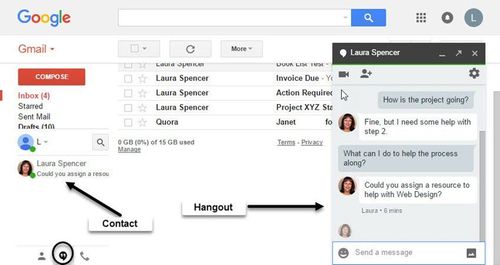 Google
L
Gmail
More
COMPOSE
Inbox (4)
Starred
Sent Mail
Drafts (10)
L
Laura Spencer
Could you assign a resou
Laura Spencer Book List Test -
Laura Spencer Invoice Due - You
Laura Spencer Action Required
Laura Spencer Project XYZ Sta
Quora Janet for
0 GB (0%) of 15 GB used
Manage
Terms - Privacy
Contact
Hangout
Laura Spencer
How is the project going?
Fine, but I need some help with
step 2.
What can I do to help the process
along?
Could you assign a resource to
help with Web Design?
Laura • 6 mins
Send a message